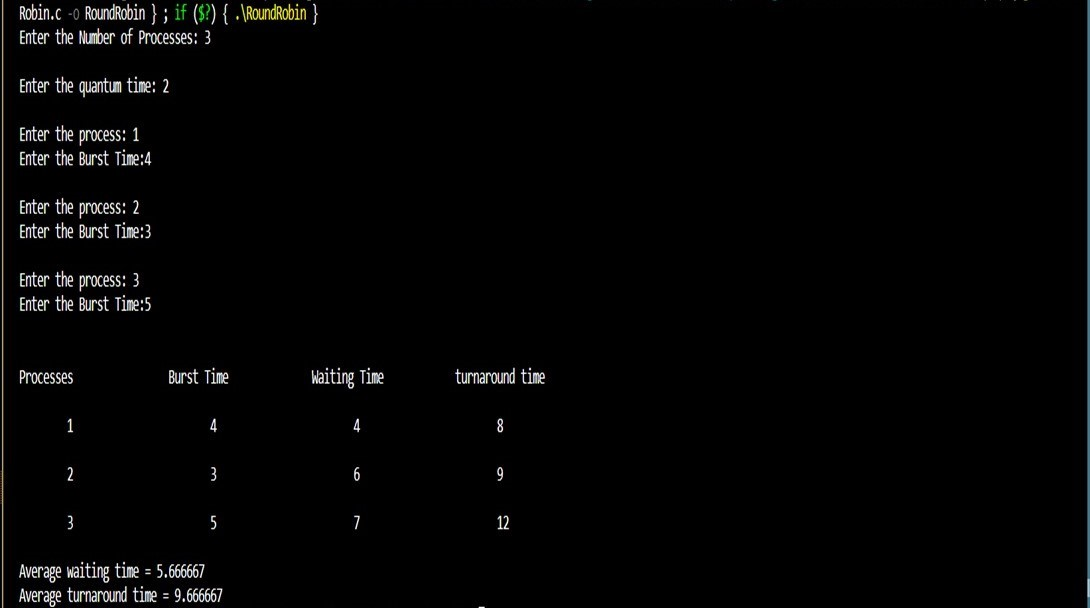 Robin.c -o RoundRobin } ; if ($?) { .\RoundRobin }
Enter the Number of Processes: 3
Enter the quantum time: 2
Enter the process: 1
Enter the Burst Time:4
Enter the process: 2
Enter the Burst Time:3
Enter the process: 3
Enter the Burst Time:5
Processes Burst Time Waiting Time turnaround time
1 4 4 8
2 3 6 9
3 5 7 12
Average waiting time = 5.666667
Average turnaround time = 9.666667